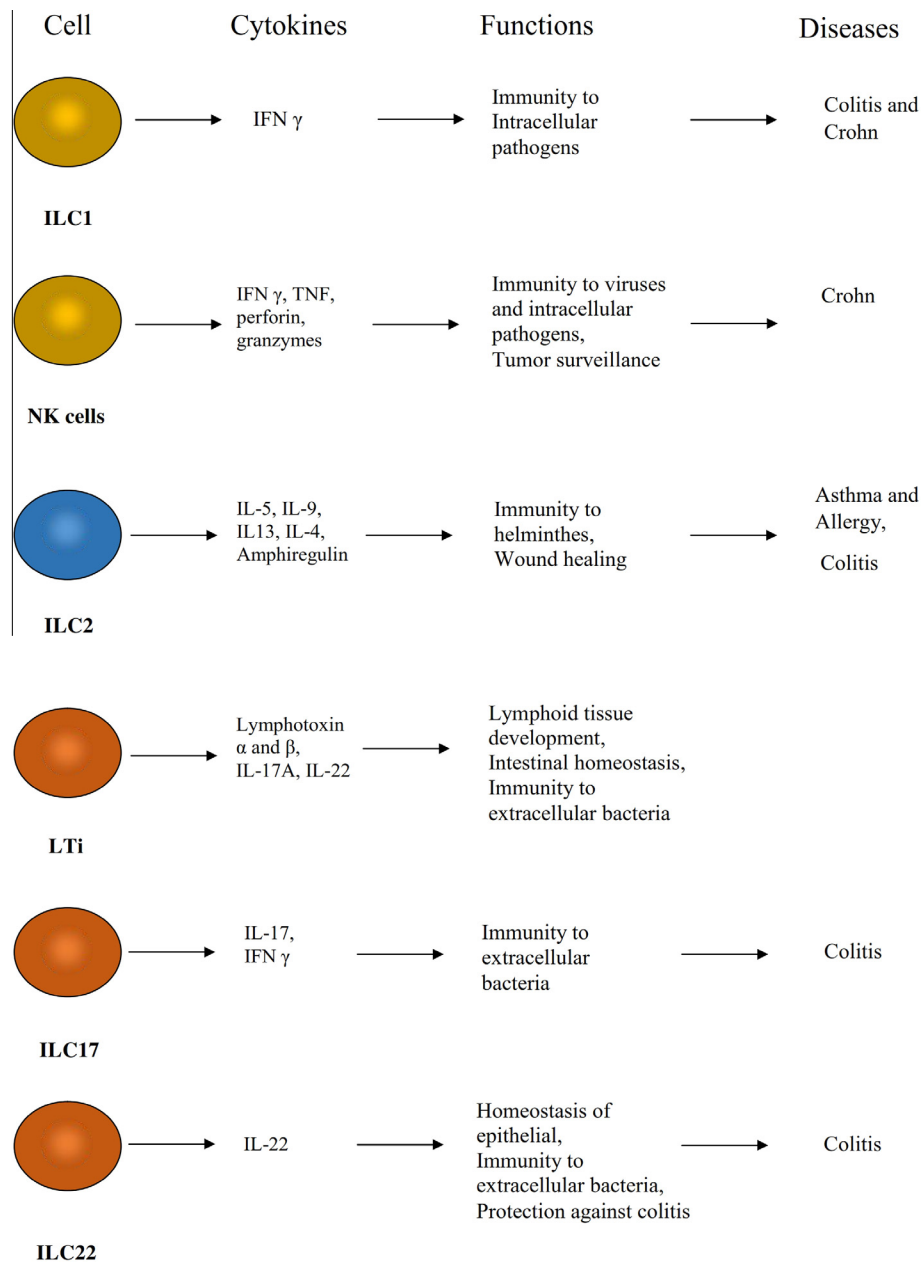 Cell
Cytokines
Functions
Diseases
IFN γ
Immunity to
Intracellular
pathogens
Colitis and
Crohn
ILC1
IFN γ, TNF,
perforin,
granzymes
Immunity to viruses
and intracellular
pathogens,
Tumor surveillance
Crohn
NK cells
IL-5, IL-9,
IL13, IL-4,
Amphiregulin
Immunity to
helminthes,
Wound healing
Asthma and
Allergy,
Colitis
ILC2
Lymphotoxin
α and β,
IL-17A, IL-22
Lymphoid tissue
development,
Intestinal homeostasis,
Immunity to
extracellular bacteria
LTi
IL-17,
IFN γ
Immunity to
extracellular
bacteria
Colitis
ILC17
IL-22
Homeostasis of
epithelial,
Immunity to
extracellular bacteria,
Protection against colitis
Colitis
ILC22